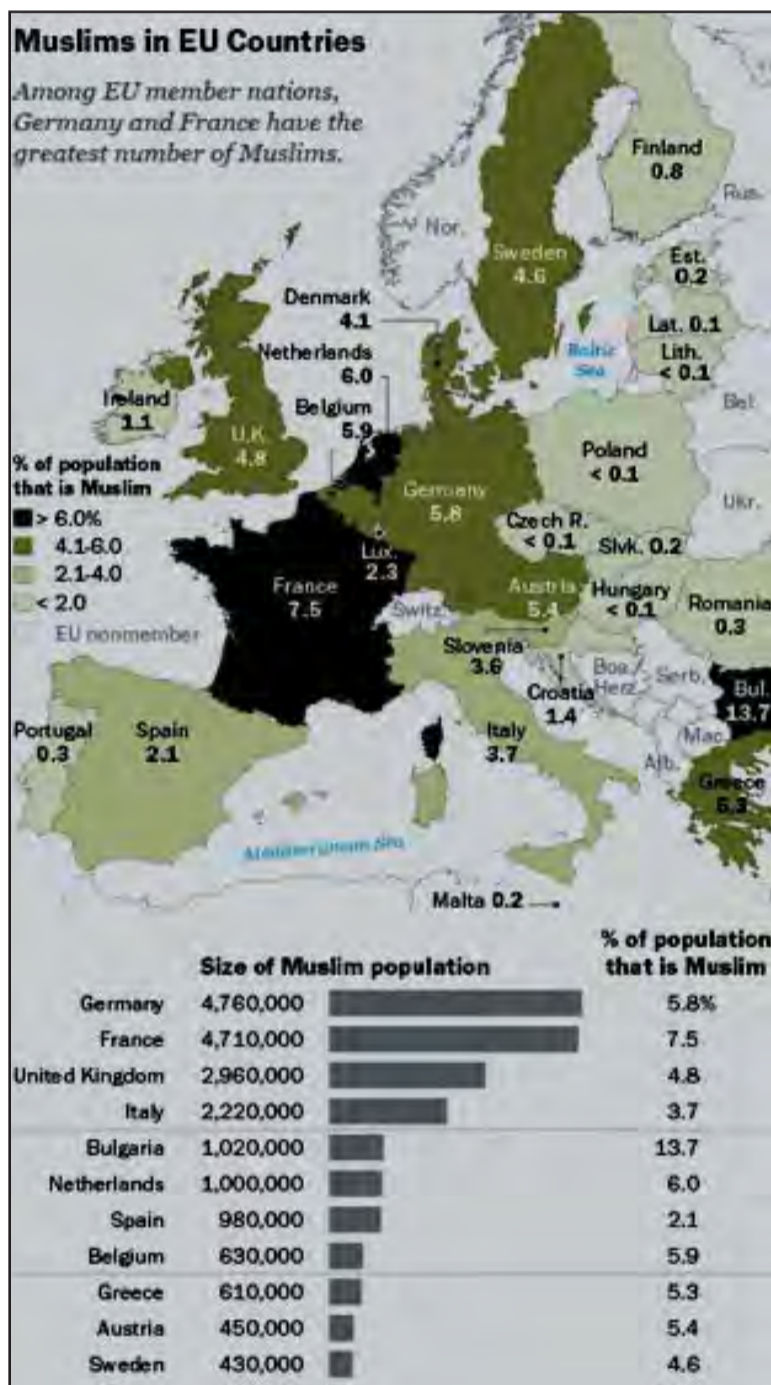 Muslims in EU Countries
Among EU member nations,
Germany and France have the
greatest number of Muslims.
Finland
0.8
Rus.
Nor.
Sweden
4.6
Est.
0.2
Denmark
4.1
Lat. 0.1
Baltic
Sea
Lith.
< 0.1
Netherlands
6.0
Bel.
Ireland
1.1
Belgium
5.9
U.K.
4.8
Poland
< 0.1
% of population
that is Muslim
> 6.0%
4.1-6.0
2.1-4.0
< 2.0
EU nonmember
Germany
5.8
Ukr.
Czech R.
< 0.1
Slvk. 0.2
Lux.
2.3
France
7.5
Austria
5.4
Hungary
< 0.1
Romania
0.3
Switz.
Slovenia
3.6
Bos./
Herz.
Serb.
Croatia
1.4
Bul.
13.7
Portugal
0.3
Spain
2.1
Italy
3.7
Mac.
Alb.
Greece
5.3
Mediterranean Sea
Malta 0.2
Size of Muslim population
% of population
that is Muslim
Germany 4,760,000 5.8%
France 4,710,000 7.5
United Kingdom 2,960,000 4.8
Italy 2,220,000 3.7
Bulgaria 1,020,000 13.7
Netherlands 1,000,000 6.0
Spain 980,000 2.1
Belgium 630,000 5.9
Greece 610,000 5.3
Austria 450,000 5.4
Sweden 430,000 4.6